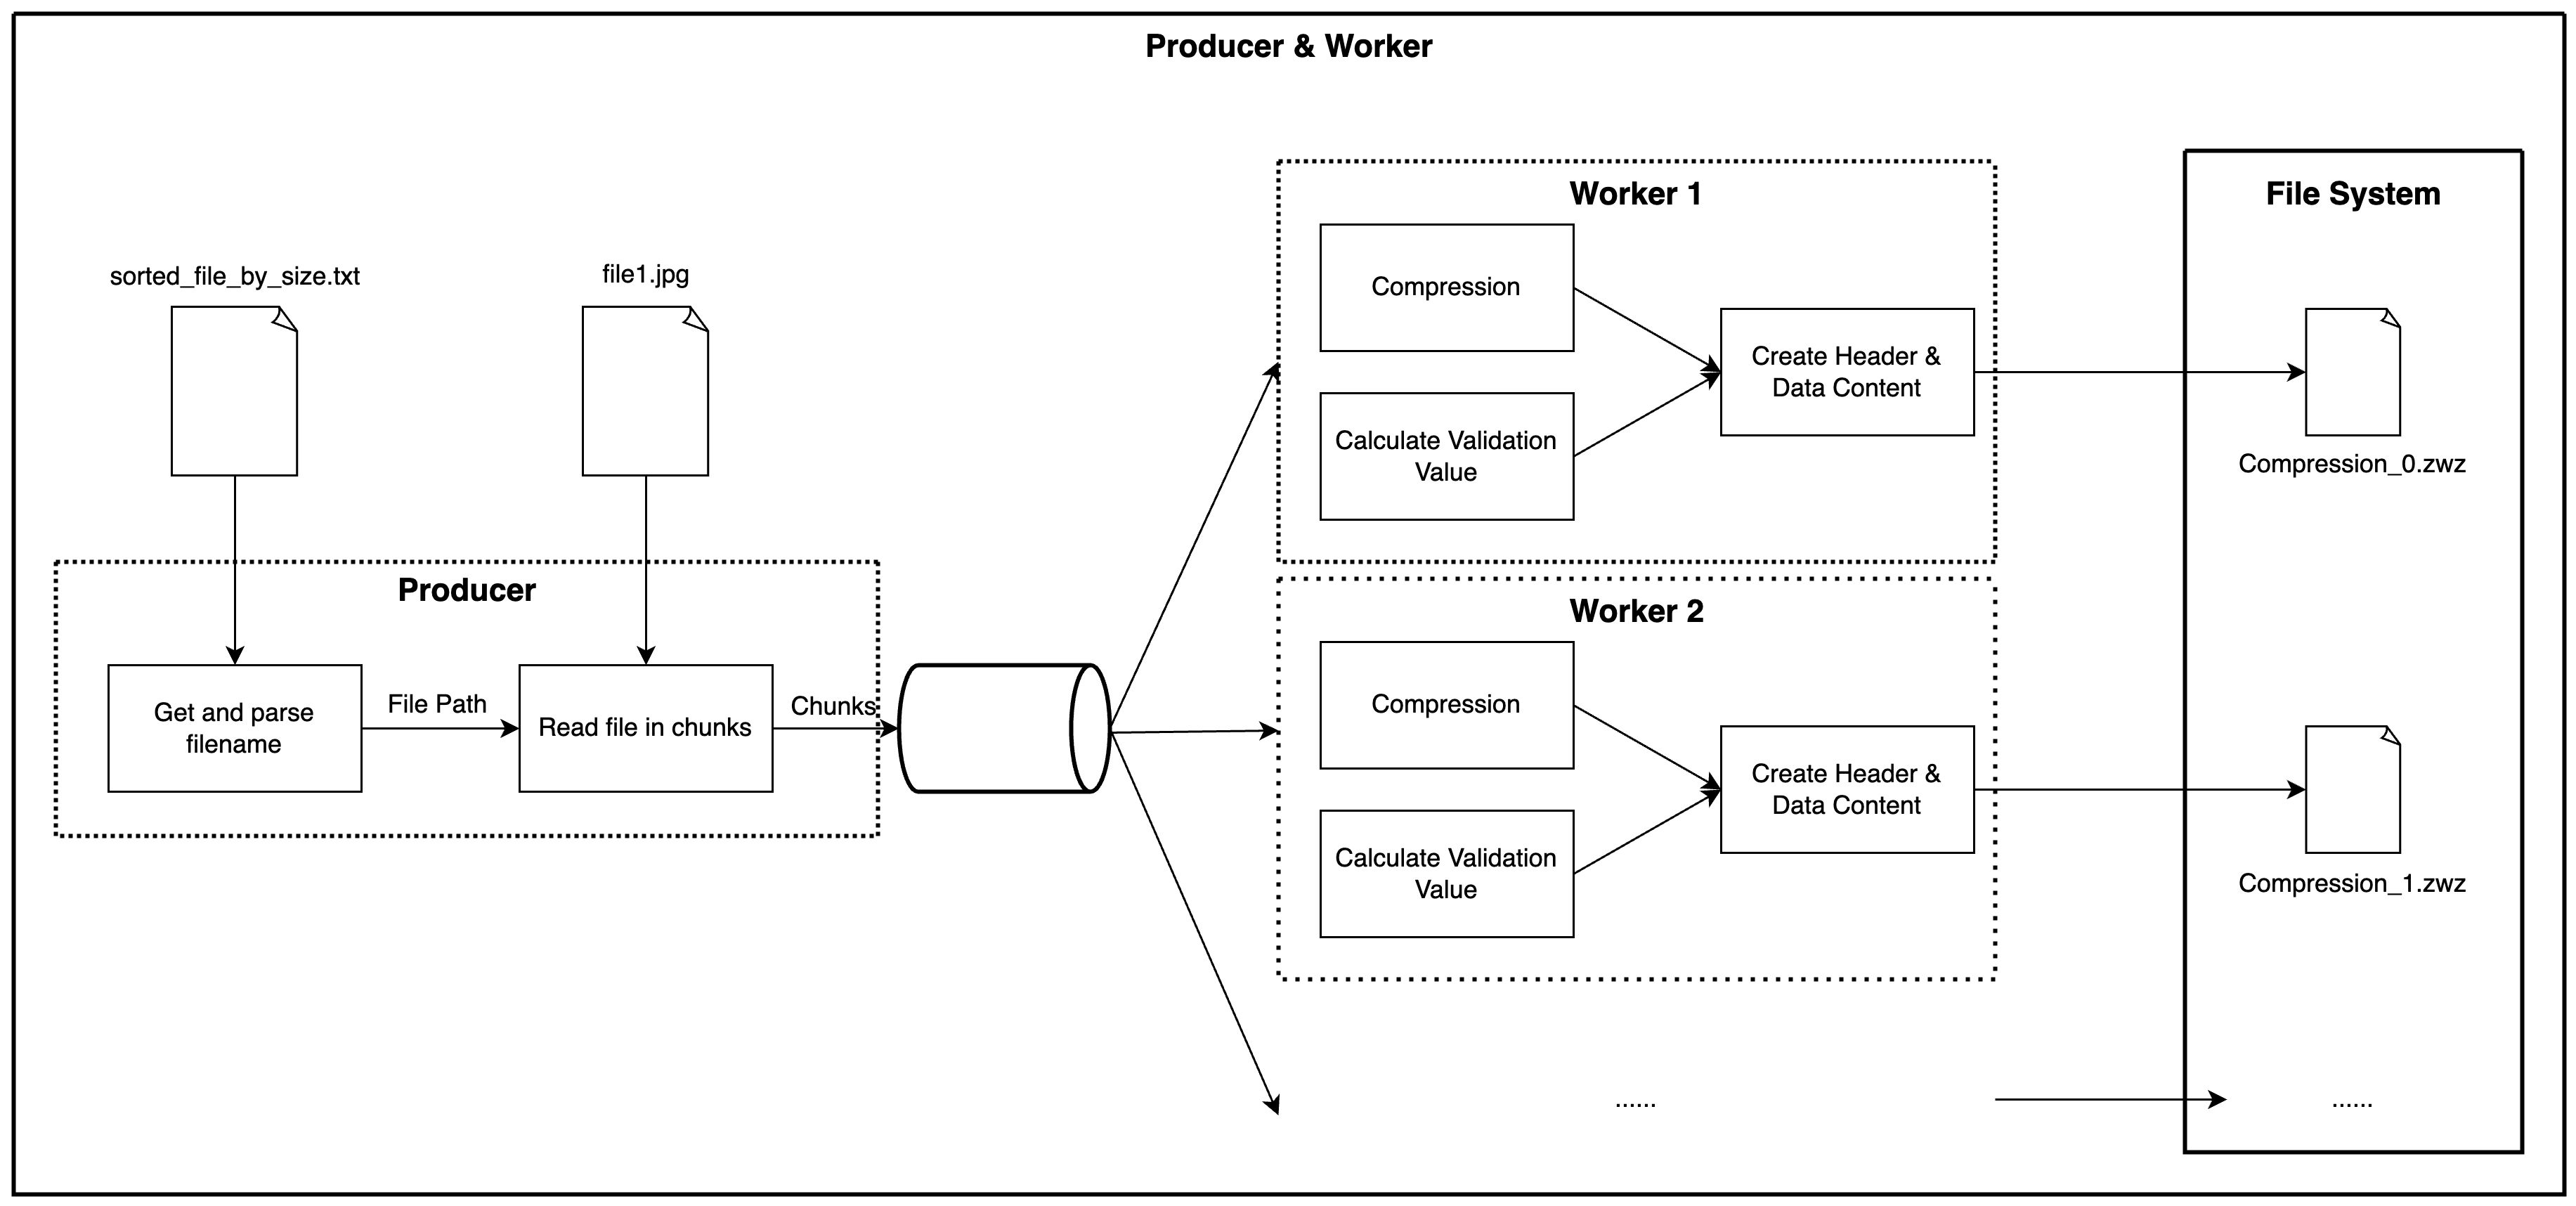 Producer & Worker
sorted_file_by_size.txt
file1.jpg
Producer
Get and parse
filename
File Path
Read file in chunks
Chunks
Worker 1
Compression
Calculate Validation
Value
Create Header &
Data Content
Worker 2
Compression
Calculate Validation
Value
Create Header &
Data Content
......
File System
Compression_0.zwz
Compression_1.zwz
......